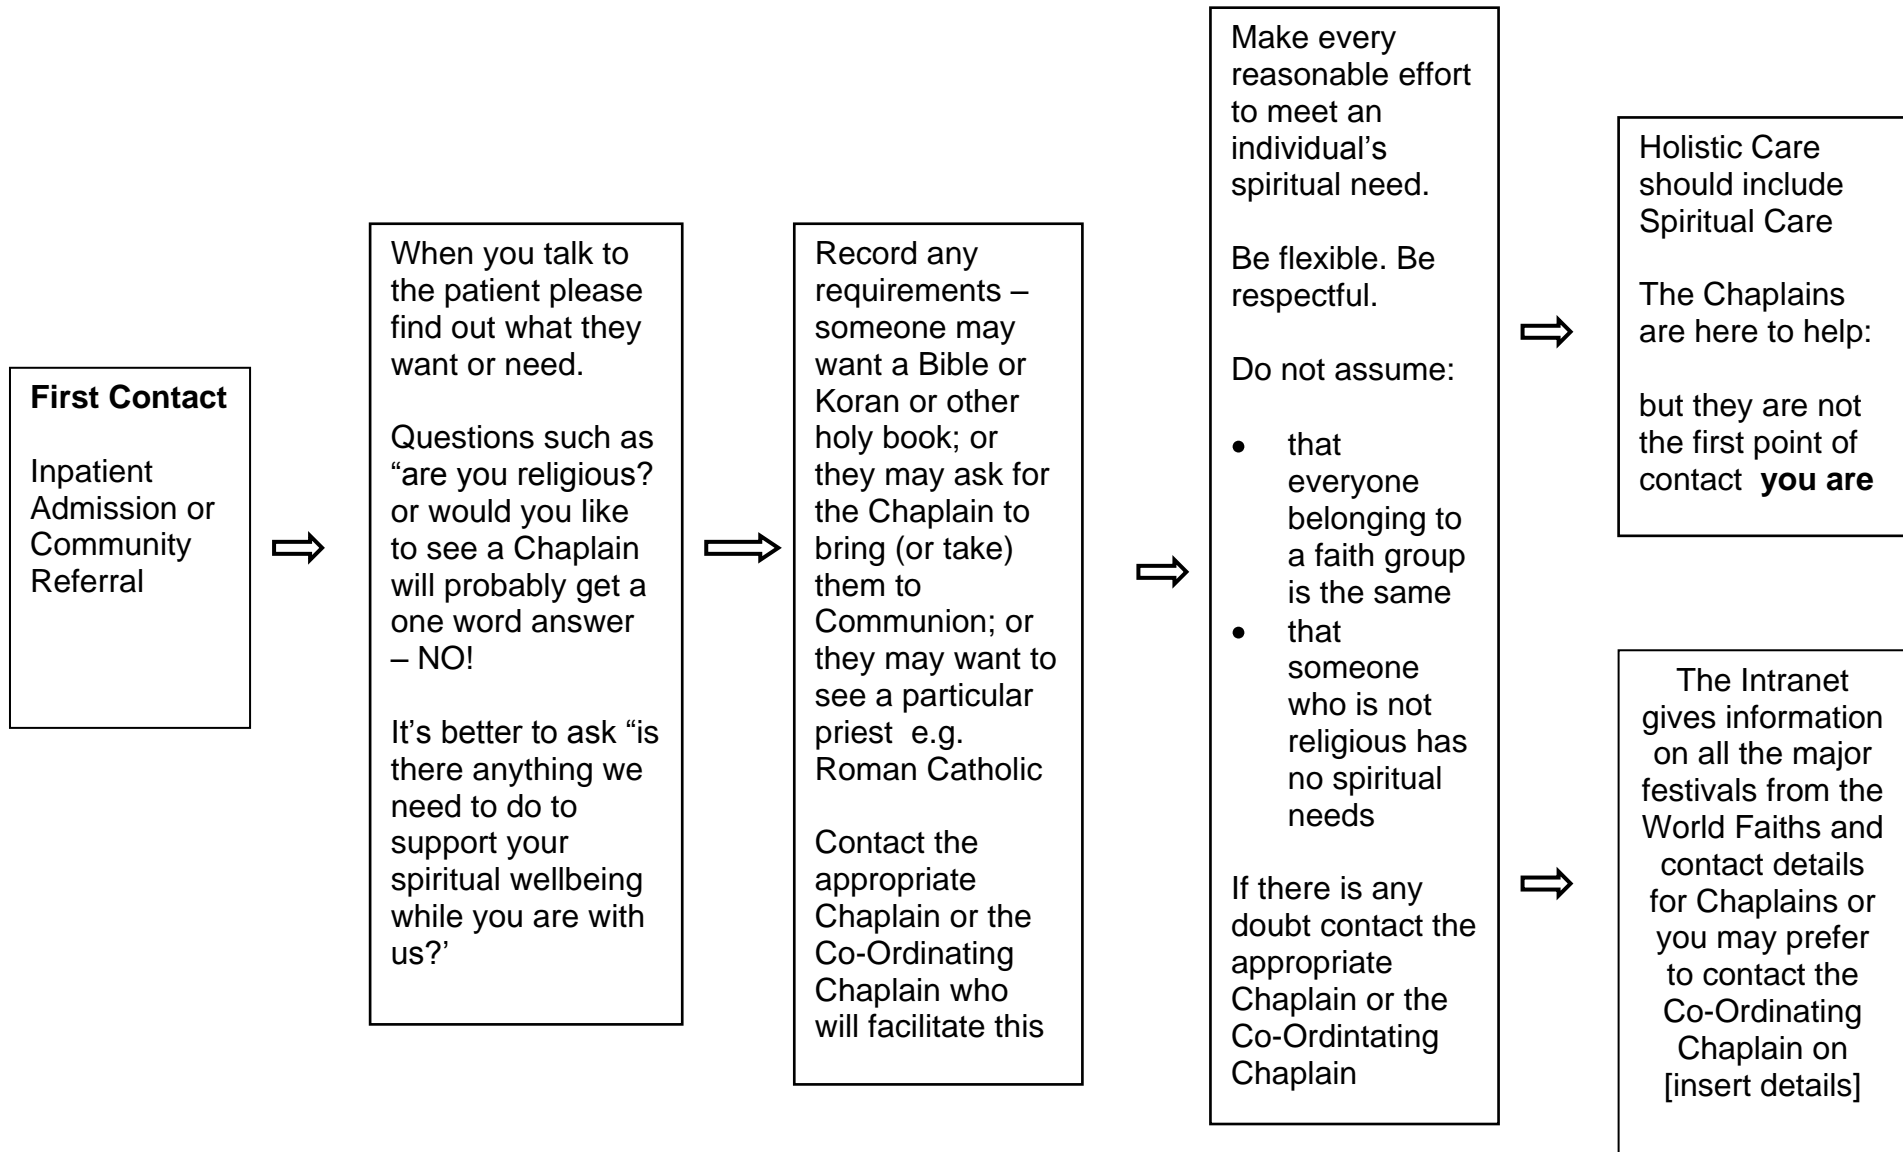 First Contact
Inpatient
Admission or
Community
Referral
When you talk to
the patient please
find out what they
want or need.
Questions such as
“are you religious?
or would you like
to see a Chaplain
will probably get a
one word answer
– NO!
It’s better to ask “is
there anything we
need to do to
support your
spiritual wellbeing
while you are with
us?’
Record any
requirements –
someone may
want a Bible or
Koran or other
holy book; or
they may ask for
the Chaplain to
bring (or take)
them to
Communion; or
they may want to
see a particular
priest e.g.
Roman Catholic
Contact the
appropriate
Chaplain or the
Co-Ordinating
Chaplain who
will facilitate this
Make every
reasonable effort
to meet an
individual’s
spiritual need.
Be flexible. Be
respectful.
Do not assume:
• that
everyone
belonging to
a faith group
is the same
• that
someone
who is not
religious has
no spiritual
needs
If there is any
doubt contact the
appropriate
Chaplain or the
Co-Ordintating
Chaplain
Holistic Care
should include
Spiritual Care
The Chaplains
are here to help:
but they are not
the first point of
contact you are
The Intranet
gives information
on all the major
festivals from the
World Faiths and
contact details
for Chaplains or
you may prefer
to contact the
Co-Ordinating
Chaplain on
[insert details]